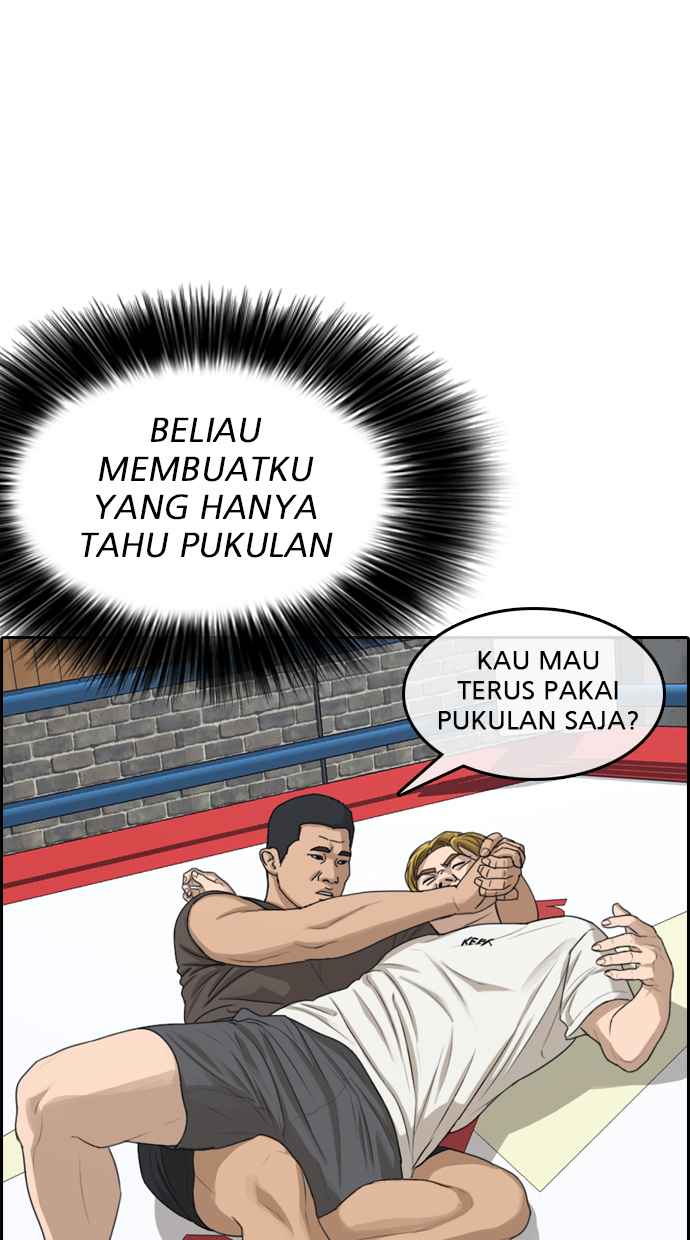 BELIAU
MEMBUATKU
YANG HANYA
TAHU PUKULAN
KAU MAU
TERUS PAKAI
PUKULAN SAJA?